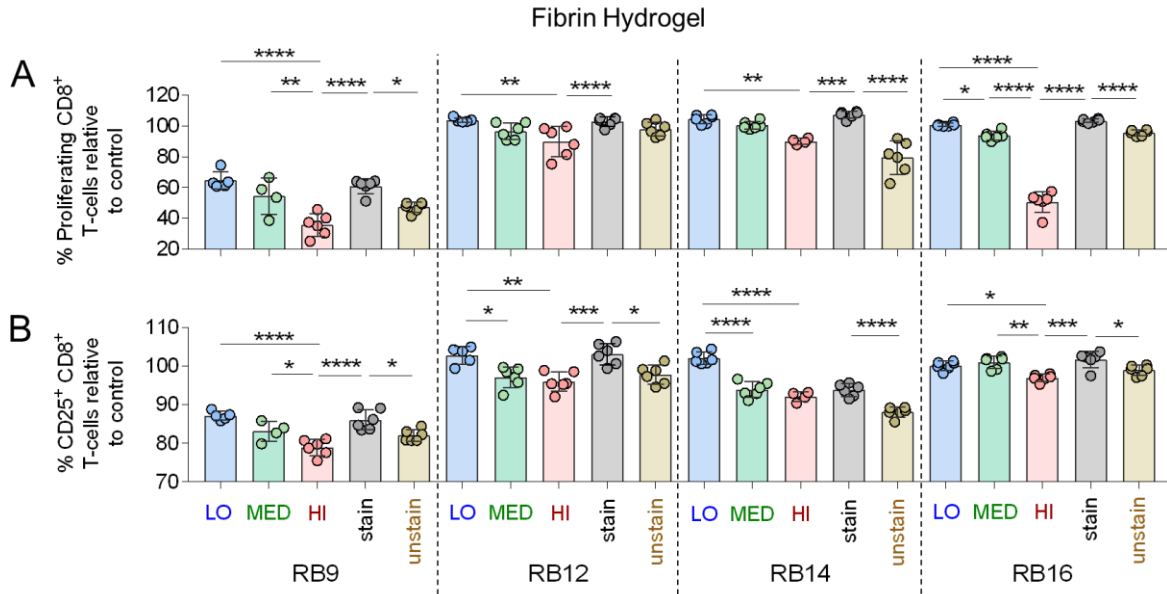 Fibrin Hydrogel
A
% Proliferating CD8⁺
T-cells relative
to control
120
100
80
60
40
20
**** ** **** *
** ****
** *** ****
**** * **** **** **** ****
B
% CD25⁺ CD8⁺
T-cells relative
to control
110
100
90
80
70
**** * **** *
** * *** *
**** **** ****
* ** *** *
LO MED HI stain unstain
LO MED HI stain unstain
LO MED HI stain unstain
LO MED HI stain unstain
RB9 RB12 RB14 RB16